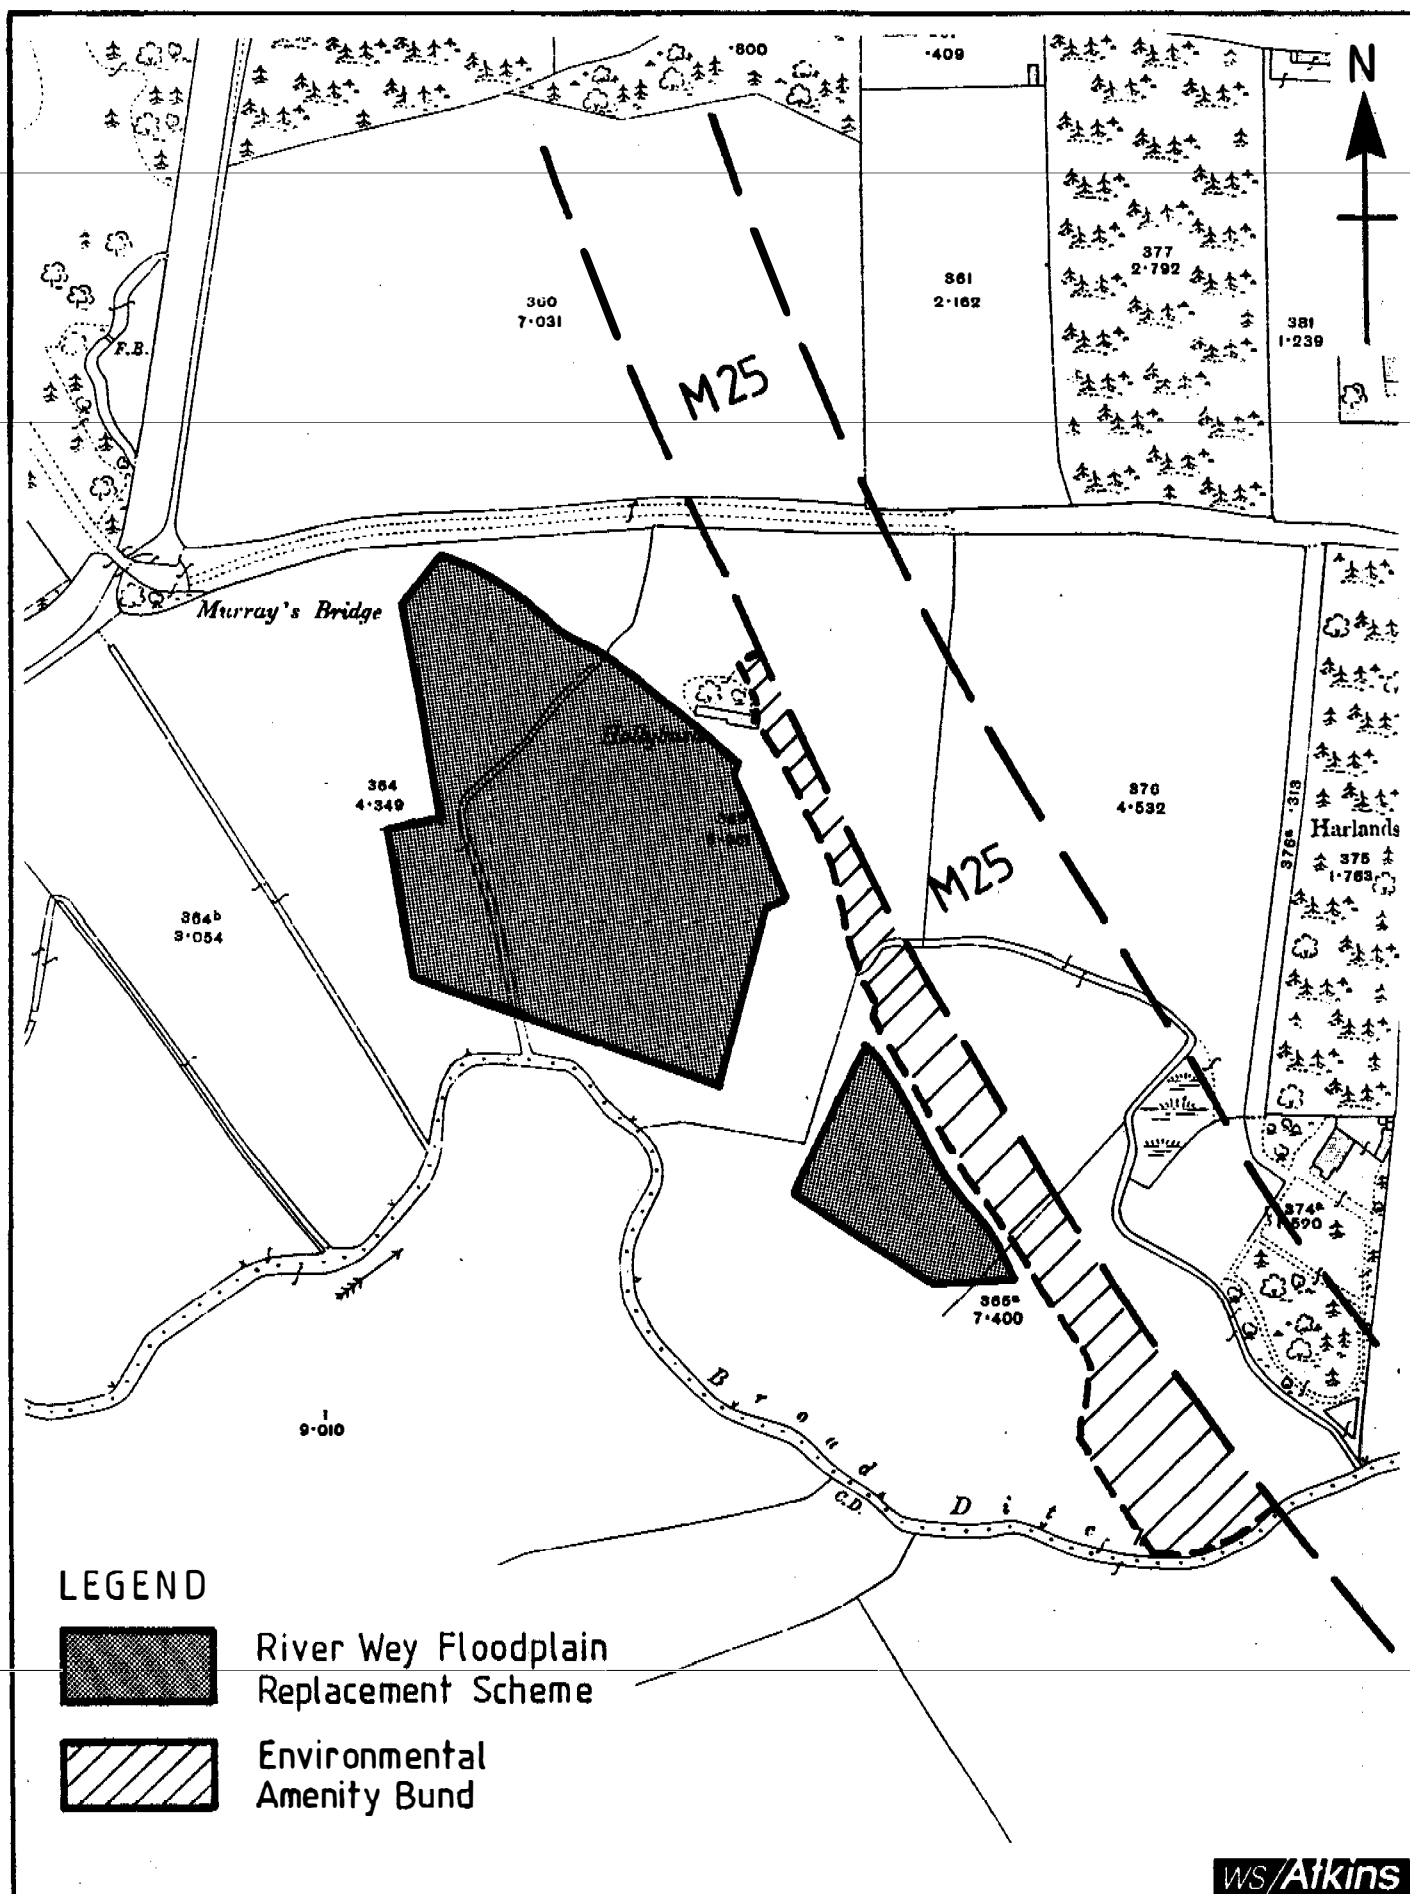 ·800
·409
N
377
2·792
361
2·162
360
7·031
381
1·239
F.B.
M25
Murray's Bridge
364
4·349
376
4·532
376ª ·313
Harlands
375
1·763
M25
364ᵇ
3·054
374ª
365ª
7·400
1
9·010
Broad Ditch
C.D.
LEGEND
River Wey Floodplain
Replacement Scheme
Environmental
Amenity Bund
WS/Atkins